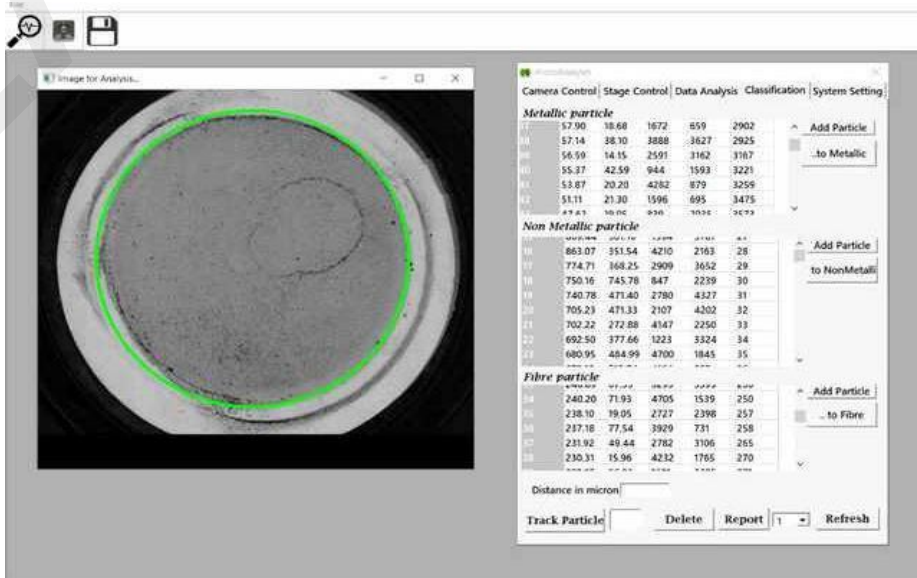 Image for Analysis...
Camera Control Stage Control Data Analysis Classification System Setting
Metallic particle
57.90 18.68 1672 659 2902
57.14 38.10 3888 3627 2925
56.59 14.15 2591 3162 3167
55.37 42.59 944 1593 3221
53.87 20.20 4282 879 3259
51.11 21.30 1596 695 3475
Add Particle
..to Metallic
Non Metallic particle
863.07 351.54 4210 2163 28
774.71 368.25 2909 3652 29
750.16 745.78 847 2239 30
740.78 471.40 2780 4327 31
705.23 471.33 2107 4202 32
702.22 272.88 4147 2250 33
692.50 377.66 1223 3324 34
680.95 484.99 4700 1845 35
Add Particle
to NonMetalli
Fibre particle
240.20 71.93 4705 1539 250
238.10 19.05 2727 2398 257
237.18 77.54 3929 731 258
231.92 49.44 2782 3106 265
230.31 15.96 4232 1765 270
Add Particle
.. to Fibre
Distance in micron
Track Particle Delete Report 1 Refresh